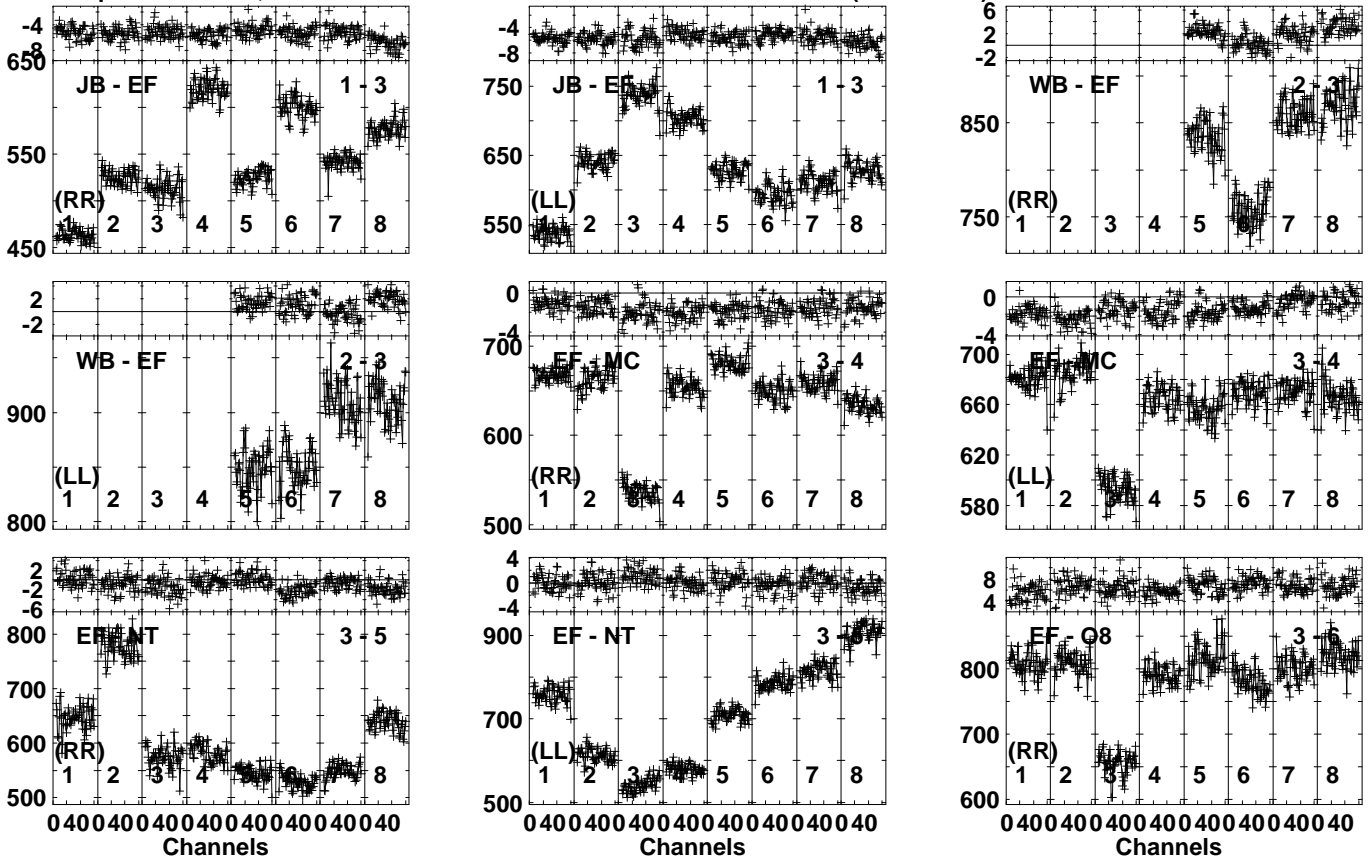 -4
-8
650
JB - EF 1 - 3
550
(RR)
1 2 3 4 5 6 7 8
450
-4
-8
750
JB - EF 1 - 3
650
(LL)
550
1 2 3 4 5 6 7 8
6
2
-2
WB - EF 2 - 3
850
(RR)
750
1 2 3 4 5 6 7 8
2
-2
WB - EF 2 - 3
900
(LL)
1 2 3 4 5 6 7 8
800
0
-4
700
EF - MC 3 - 4
600
(RR)
1 2 3 4 5 6 7 8
500
0
-4
700
EF - MC 3 - 4
660
620
(LL)
580
1 2 3 4 5 6 7 8
2
-2
-6
800
EF - NT 3 - 5
700
600
(RR)
1 2 3 4 5 6 7 8
500
0 40 0 40 0 40 0 40 0 40 0 40 0 40 0 40
Channels
4
0
-4
900
EF - NT 3 - 5
700
(LL)
1 2 3 4 5 6 7 8
500
0 40 0 40 0 40 0 40 0 40 0 40 0 40 0 40
Channels
8
4
EF - O8 3 - 6
800
700
(RR)
1 2 3 4 5 6 7 8
600
0 40 0 40 0 40 0 40 0 40 0 40 0 40 0 40
Channels